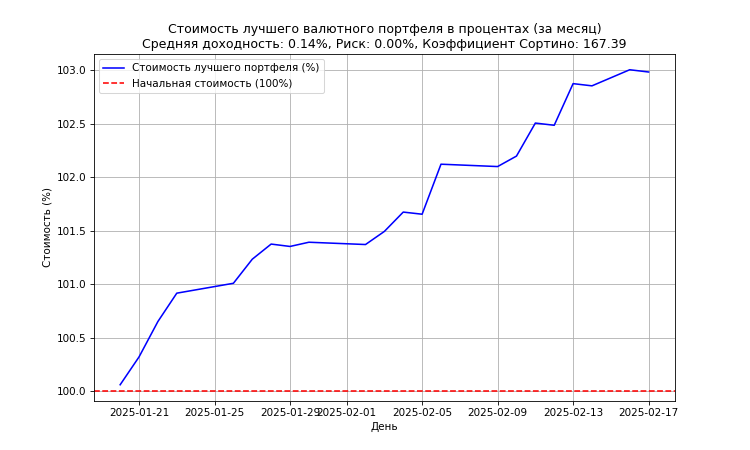 Стоимость лучшего валютного портфеля в процентах (за месяц)
Средняя доходность: 0.14%, Риск: 0.00%, Коэффициент Сортино: 167.39
Стоимость лучшего портфеля (%)
Начальная стоимость (100%)
Стоимость (%)
103.0
102.5
102.0
101.5
101.0
100.5
100.0
2025-01-21
2025-01-25
2025-01-29
2025-02-01
2025-02-05
2025-02-09
2025-02-13
2025-02-17
День